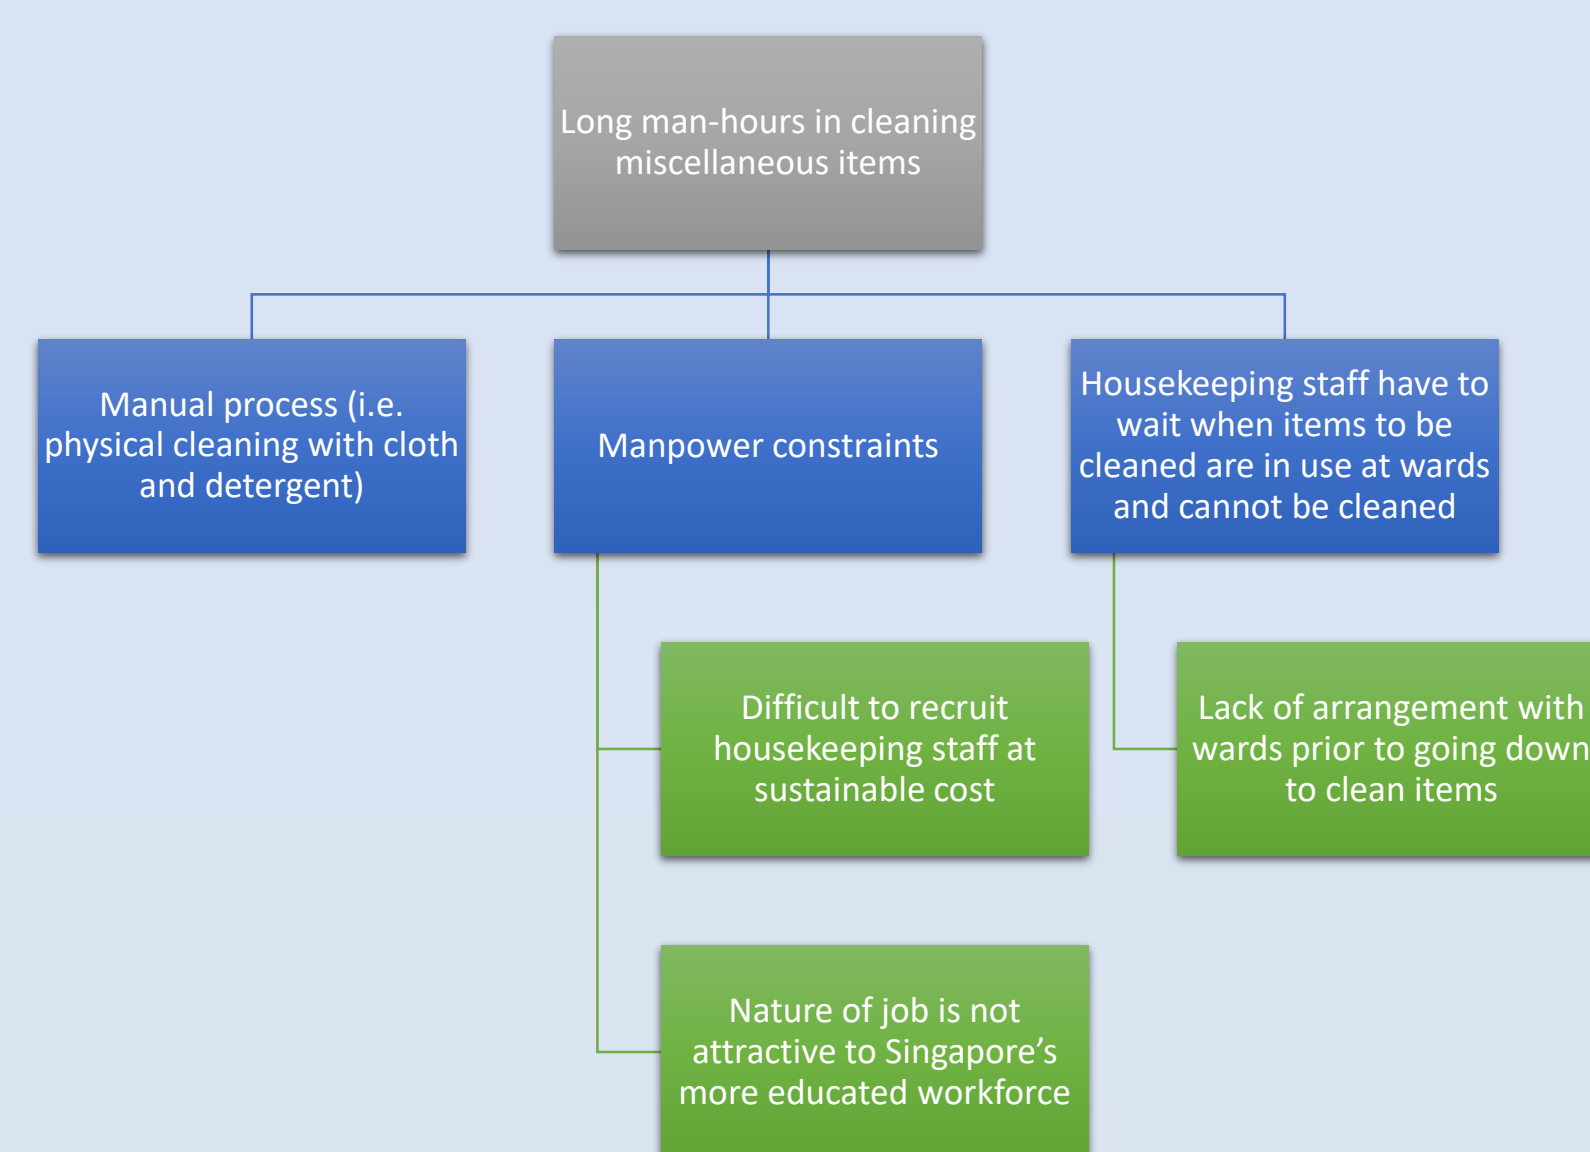 Long man-hours in cleaning
miscellaneous items
Manual process (i.e.
physical cleaning with cloth
and detergent)
Manpower constraints
Housekeeping staff have to
wait when items to be
cleaned are in use at wards
and cannot be cleaned
Difficult to recruit
housekeeping staff at
sustainable cost
Lack of arrangement with
wards prior to going down
to clean items
Nature of job is not
attractive to Singapore’s
more educated workforce